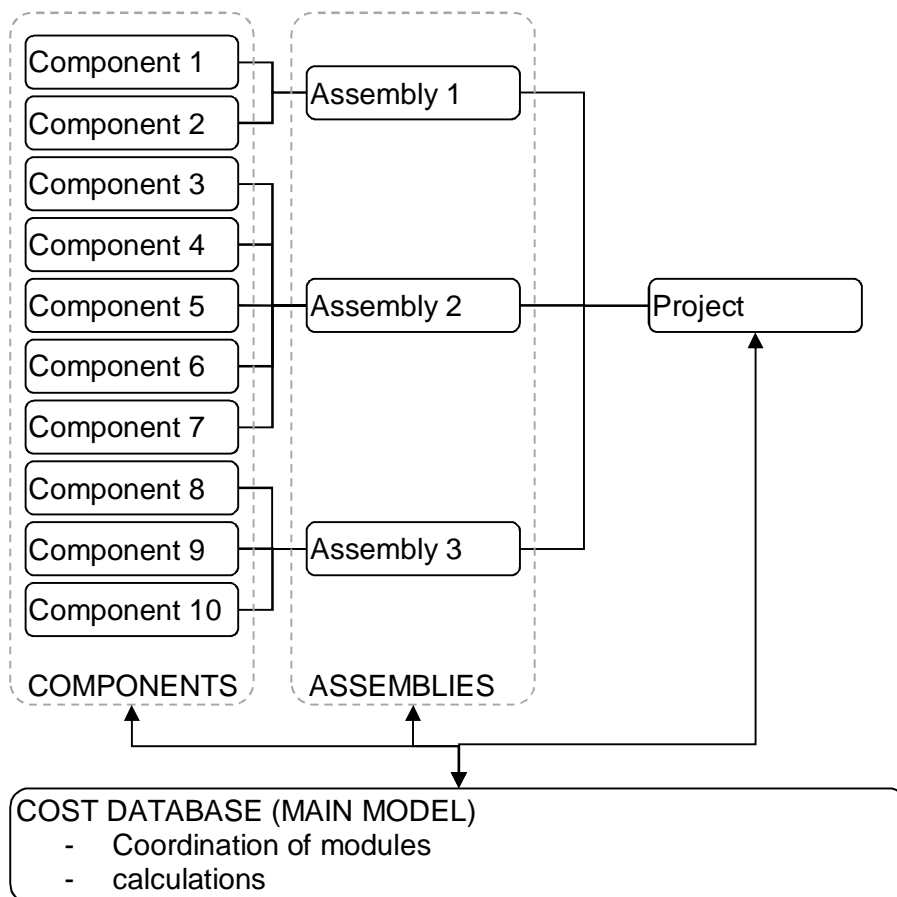 Component 1
Component 2
Component 3
Component 4
Component 5
Component 6
Component 7
Component 8
Component 9
Component 10
COMPONENTS
Assembly 1
Assembly 2
Assembly 3
ASSEMBLIES
Project
COST DATABASE (MAIN MODEL)
- Coordination of modules
- calculations